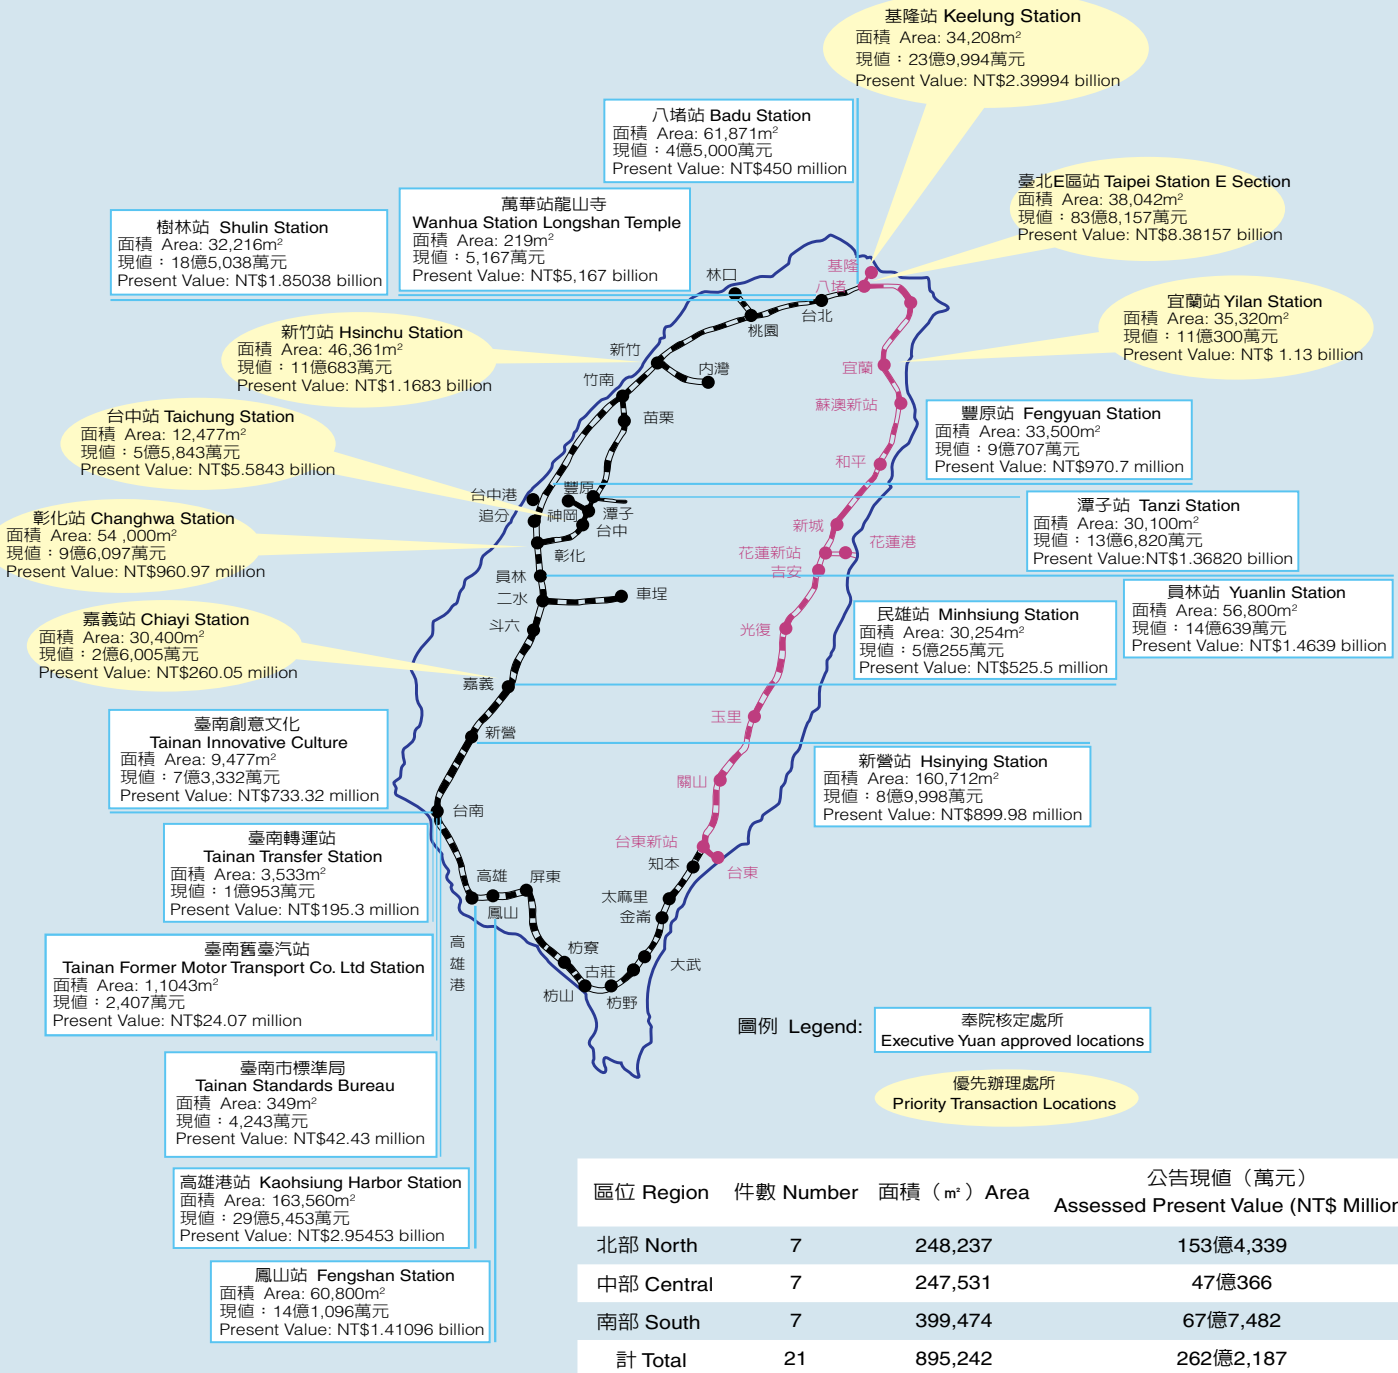 基隆站 Keelung Station
面積 Area: 34,208m²
現值：23億9,994萬元
Present Value: NT$2.39994 billion
八堵站 Badu Station
面積 Area: 61,871m²
現值：4億5,000萬元
Present Value: NT$450 million
臺北E區站 Taipei Station E Section
面積 Area: 38,042m²
現值：83億8,157萬元
Present Value: NT$8.38157 billion
萬華站龍山寺
Wanhua Station Longshan Temple
面積 Area: 219m²
現值：5,167萬元
Present Value: NT$5,167 billion
樹林站 Shulin Station
面積 Area: 32,216m²
現值：18億5,038萬元
Present Value: NT$1.85038 billion
宜蘭站 Yilan Station
面積 Area: 35,320m²
現值：11億300萬元
Present Value: NT$ 1.13 billion
新竹站 Hsinchu Station
面積 Area: 46,361m²
現值：11億683萬元
Present Value: NT$1.1683 billion
台中站 Taichung Station
面積 Area: 12,477m²
現值：5億5,843萬元
Present Value: NT$5.5843 billion
豐原站 Fengyuan Station
面積 Area: 33,500m²
現值：9億707萬元
Present Value: NT$970.7 million
彰化站 Changhwa Station
面積 Area: 54 ,000m²
現值：9億6,097萬元
Present Value: NT$960.97 million
潭子站 Tanzi Station
面積 Area: 30,100m²
現值：13億6,820萬元
Present Value:NT$1.36820 billion
員林站 Yuanlin Station
面積 Area: 56,800m²
現值：14億639萬元
Present Value: NT$1.4639 billion
嘉義站 Chiayi Station
面積 Area: 30,400m²
現值：2億6,005萬元
Present Value: NT$260.05 million
民雄站 Minhsiung Station
面積 Area: 30,254m²
現值：5億255萬元
Present Value: NT$525.5 million
臺南創意文化
Tainan Innovative Culture
面積 Area: 9,477m²
現值：7億3,332萬元
Present Value: NT$733.32 million
新營站 Hsinying Station
面積 Area: 160,712m²
現值：8億9,998萬元
Present Value: NT$899.98 million
臺南轉運站
Tainan Transfer Station
面積 Area: 3,533m²
現值：1億953萬元
Present Value: NT$195.3 million
臺南舊臺汽站
Tainan Former Motor Transport Co. Ltd Station
面積 Area: 1,1043m²
現值：2,407萬元
Present Value: NT$24.07 million
臺南市標準局
Tainan Standards Bureau
面積 Area: 349m²
現值：4,243萬元
Present Value: NT$42.43 million
高雄港站 Kaohsiung Harbor Station
面積 Area: 163,560m²
現值：29億5,453萬元
Present Value: NT$2.95453 billion
鳳山站 Fengshan Station
面積 Area: 60,800m²
現值：14億1,096萬元
Present Value: NT$1.41096 billion
基隆
八堵
林口
台北
桃園
新竹
內灣
宜蘭
竹南
蘇澳新站
苗栗
和平
台中港
豐原
追分
神岡
潭子
台中
新城
花蓮港
花蓮新站
彰化
吉安
員林
二水
車埕
斗六
光復
嘉義
玉里
新營
關山
台南
台東新站
台東
知本
高雄
屏東
鳳山
太麻里
金崙
高雄港
枋寮
古莊
大武
枋山
枋野
圖例 Legend:
奉院核定處所
Executive Yuan approved locations
優先辦理處所
Priority Transaction Locations
區位 Region 件數 Number 面積（㎡）Area 公告現值（萬元）
Assessed Present Value (NT$ Million
北部 North 7 248,237 153億4,339
中部 Central 7 247,531 47億366
南部 South 7 399,474 67億7,482
計 Total 21 895,242 262億2,187